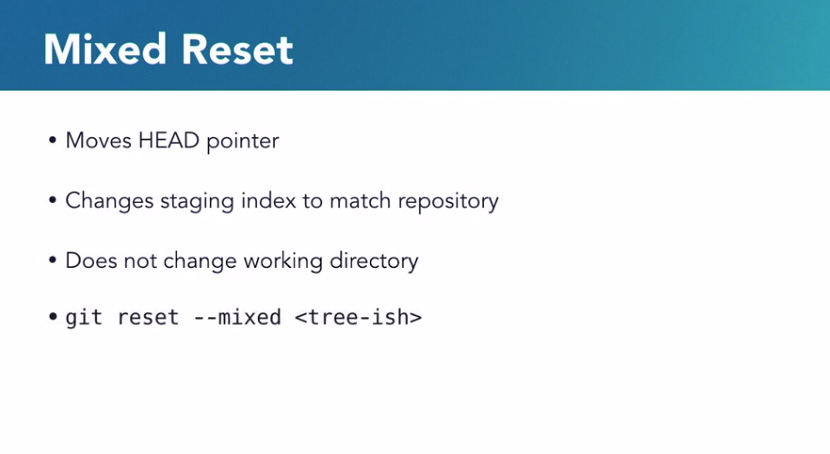 Mixed Reset
• Moves HEAD pointer
• Changes staging index to match repository
• Does not change working directory
• git reset --mixed <tree-ish>